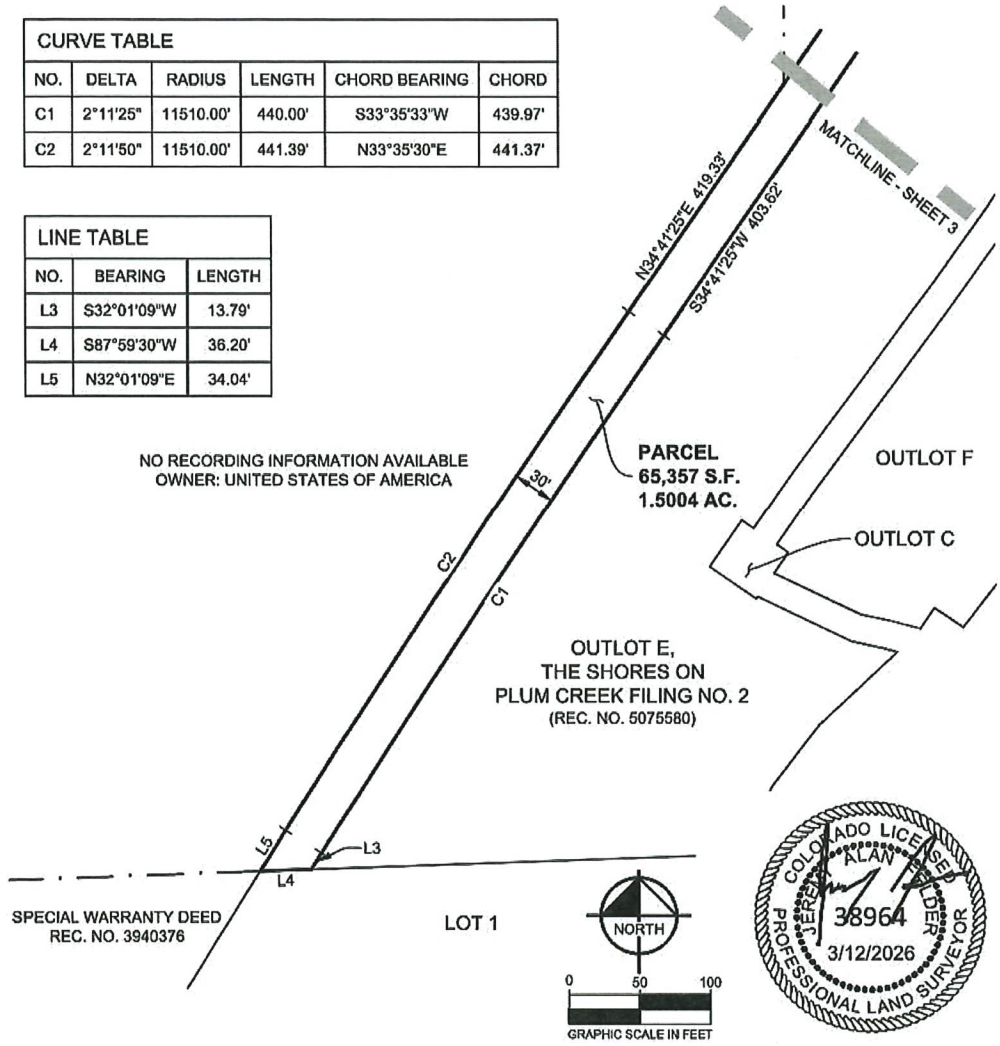 CURVE TABLE
NO. DELTA RADIUS LENGTH CHORD BEARING CHORD
C1 2°11'25" 11510.00' 440.00' S33°35'33"W 439.97'
C2 2°11'50" 11510.00' 441.39' N33°35'30"E 441.37'
LINE TABLE
NO. BEARING LENGTH
L3 S32°01'09"W 13.79'
L4 S87°59'30"W 36.20'
L5 N32°01'09"E 34.04'
MATCHLINE - SHEET 3
N34°41'25"E 419.33'
S34°41'25"W 403.62'
NO RECORDING INFORMATION AVAILABLE
OWNER: UNITED STATES OF AMERICA
PARCEL
65,357 S.F.
1.5004 AC.
30'
OUTLOT F
OUTLOT C
C2
C1
OUTLOT E,
THE SHORES ON
PLUM CREEK FILING NO. 2
(REC. NO. 5075580)
L5
L3
L4
SPECIAL WARRANTY DEED
REC. NO. 3940376
LOT 1
NORTH
0 50 100
GRAPHIC SCALE IN FEET
COLORADO LICENSED
ALAN
38964
3/12/2026
PROFESSIONAL LAND SURVEYOR